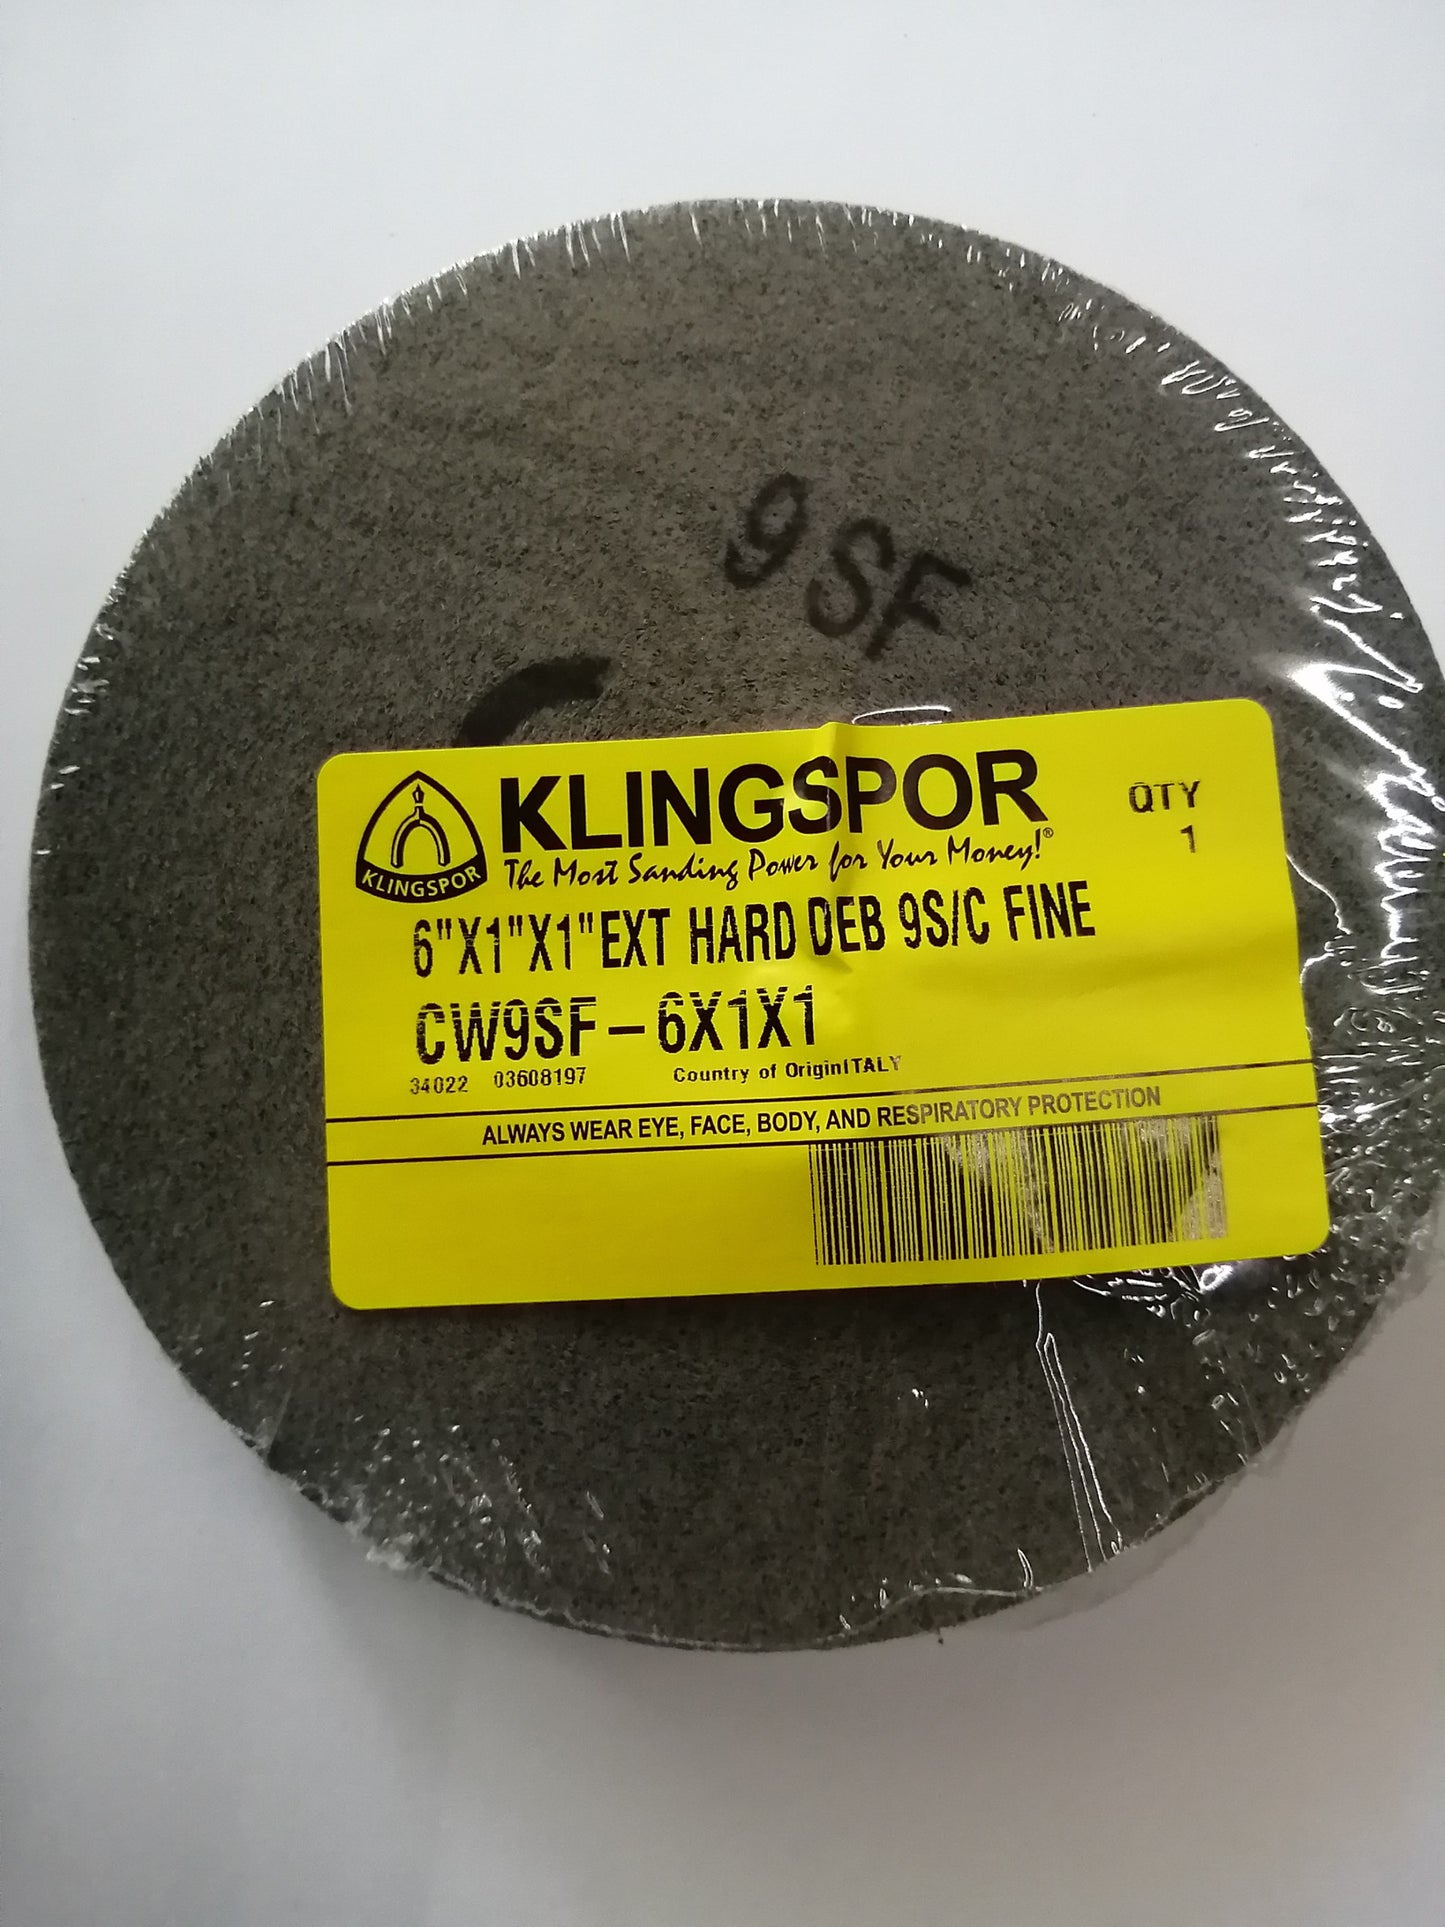 9SF
KLINGSPOR
QTY
1
The Most Sanding Power for Your Money!®
KLINGSPOR
6"X1"X1"EXT HARD DEB 9S/C FINE
CW9SF-6X1X1
34022 03608197 Country of OriginITALY
ALWAYS WEAR EYE, FACE, BODY, AND RESPIRATORY PROTECTION